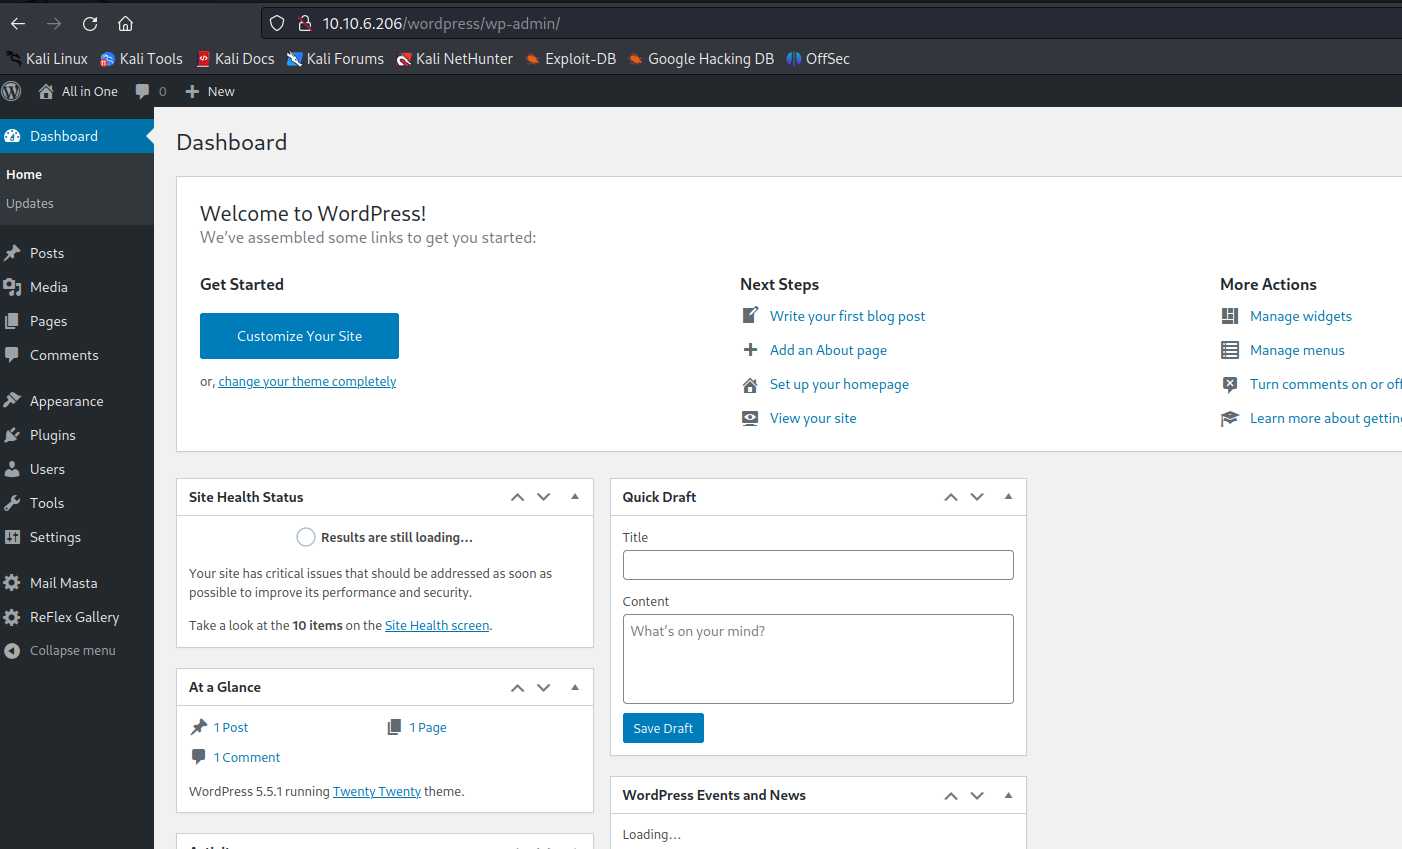 10.10.6.206/wordpress/wp-admin/
Kali Linux Kali Tools Kali Docs Kali Forums Kali NetHunter Exploit-DB Google Hacking DB OffSec
All in One 0 New
Dashboard
Home
Updates
Posts
Media
Pages
Comments
Appearance
Plugins
Users
Tools
Settings
Mail Masta
ReFlex Gallery
Collapse menu
Dashboard
Welcome to WordPress!
We've assembled some links to get you started:
Get Started
Customize Your Site
or, change your theme completely
Next Steps
Write your first blog post
Add an About page
Set up your homepage
View your site
More Actions
Manage widgets
Manage menus
Turn comments on or off
Learn more about
Site Health Status
Results are still loading…
Your site has critical issues that should be addressed as soon as
possible to improve its performance and security.
Take a look at the 10 items on the Site Health screen.
At a Glance
1 Post 1 Page
1 Comment
WordPress 5.5.1 running Twenty Twenty theme.
Quick Draft
Title
Content
What's on your mind?
Save Draft
WordPress Events and News
Loading…